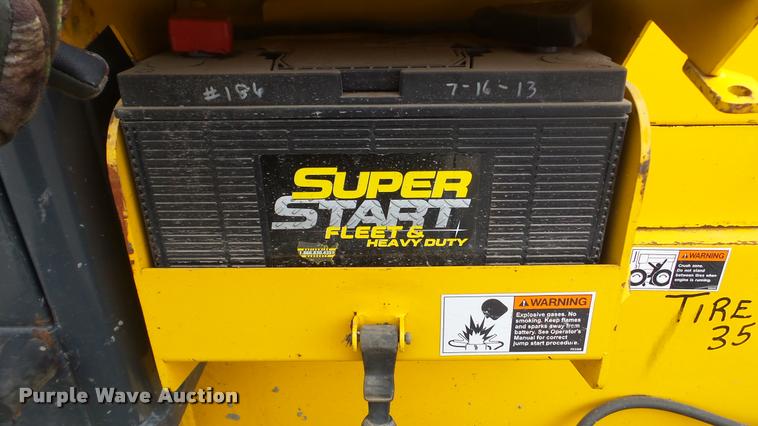 #186
7-16-13
SUPER
START
FLEET &
HEAVY DUTY
WARNING
Crush zone.
Do not stand
between tires when
engine is running.
WARNING
Explosive gases. No
smoking. Keep flames
and sparks away from
battery. See Operator's
Manual for correct
jump start procedure.
TIRE
35
Purple Wave Auction